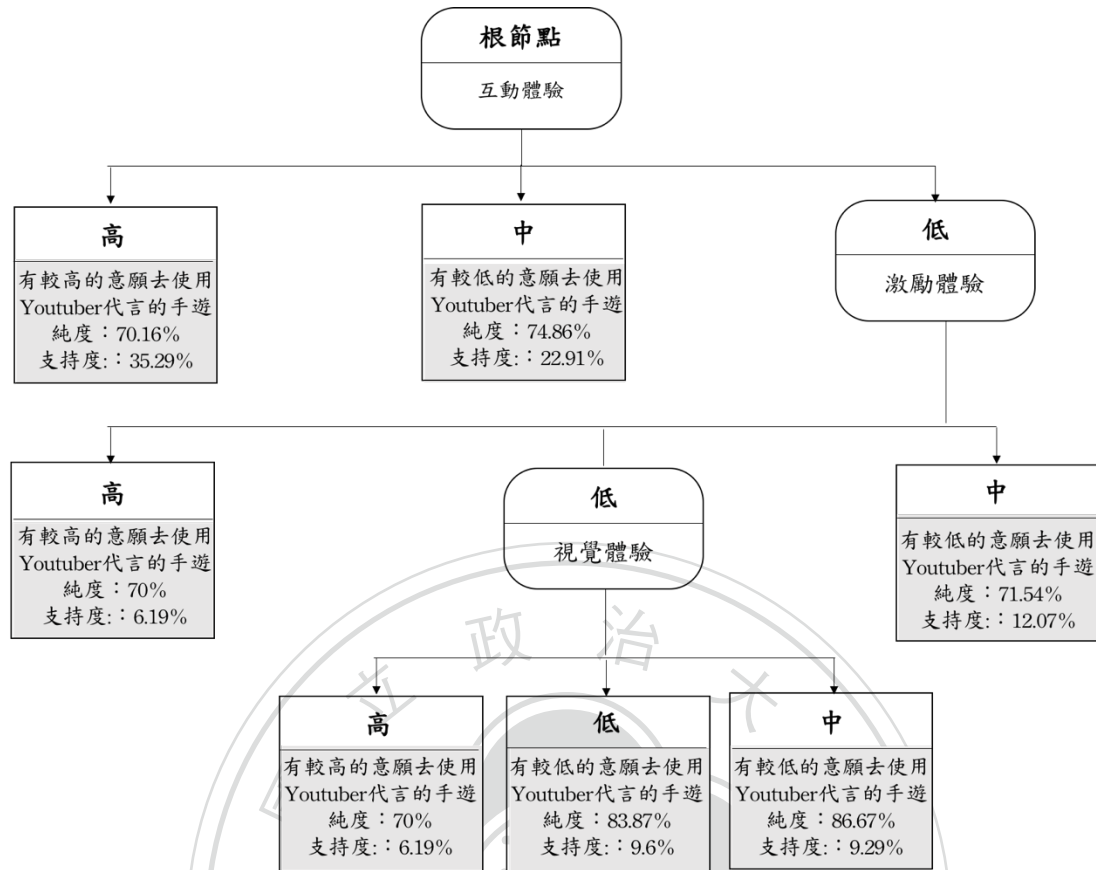 根節點
互動體驗
高
有較高的意願去使用
Youtuber代言的手遊
純度：70.16%
支持度:：35.29%
中
有較低的意願去使用
Youtuber代言的手遊
純度：74.86%
支持度:：22.91%
低
激勵體驗
高
有較高的意願去使用
Youtuber代言的手遊
純度：70%
支持度:：6.19%
低
視覺體驗
中
有較低的意願去使用
Youtuber代言的手遊
純度：71.54%
支持度:：12.07%
立政治大
高
有較高的意願去使用
Youtuber代言的手遊
純度：70%
支持度:：6.19%
低
有較低的意願去使用
Youtuber代言的手遊
純度：83.87%
支持度:：9.6%
中
有較低的意願去使用
Youtuber代言的手遊
純度：86.67%
支持度:：9.29%